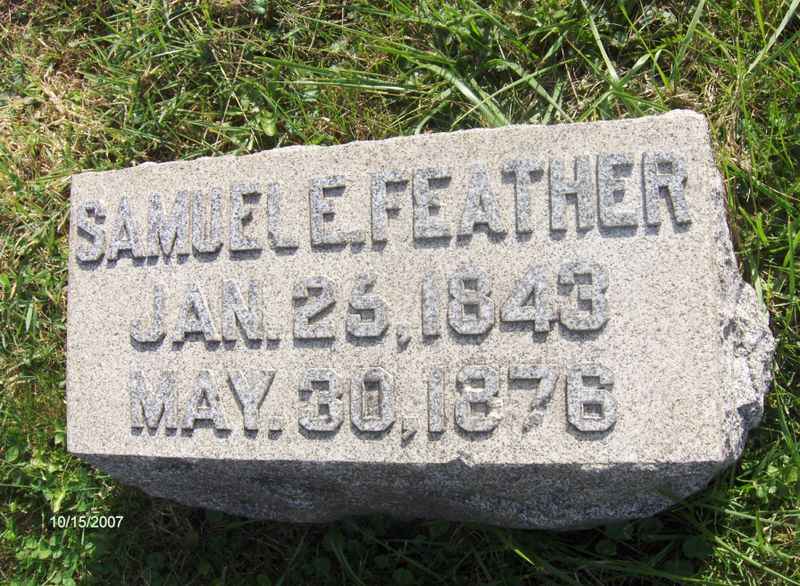 SAMUEL E. FEATHER
JAN. 25, 1843
MAY. 30, 1876
10/15/2007